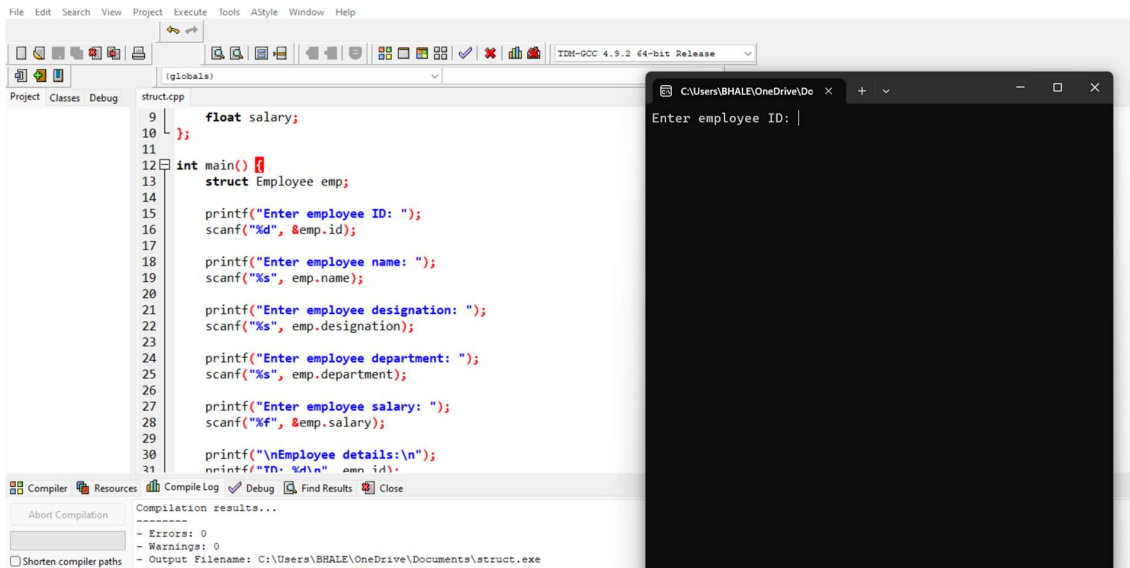 File Edit Search View Project Execute Tools AStyle Window Help
TDM-GCC 4.9.2 64-bit Release
(globals)
Project Classes Debug
struct.cpp
9 float salary;
10 };
11
12 int main() {
13 struct Employee emp;
14
15 printf("Enter employee ID: ");
16 scanf("%d", &emp.id);
17
18 printf("Enter employee name: ");
19 scanf("%s", emp.name);
20
21 printf("Enter employee designation: ");
22 scanf("%s", emp.designation);
23
24 printf("Enter employee department: ");
25 scanf("%s", emp.department);
26
27 printf("Enter employee salary: ");
28 scanf("%f", &emp.salary);
29
30 printf("\nEmployee details:\n");
31 printf("ID: %d\n", emp.id);
C:\Users\BHALE\OneDrive\Do
Enter employee ID:
Compiler Resources Compile Log Debug Find Results Close
Abort Compilation
Shorten compiler paths
Compilation results...
--------
- Errors: 0
- Warnings: 0
- Output Filename: C:\Users\BHALE\OneDrive\Documents\struct.exe